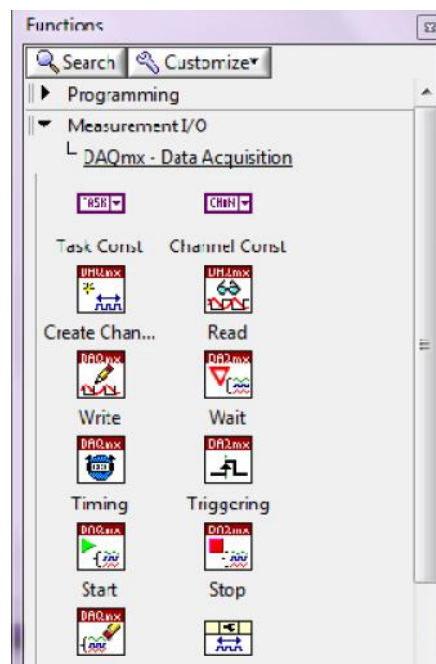 Functions
Search Customize
Programming
Measurement I/O
DAQmx - Data Acquisition
TASK CHAN
Task Const Channel Const
DAQmx DAQmx
Create Chan... Read
DAQmx DAQmx
Write Wait
DAQmx DAQmx
Timing Triggering
DAQmx DAQmx
Start Stop
DAQmx